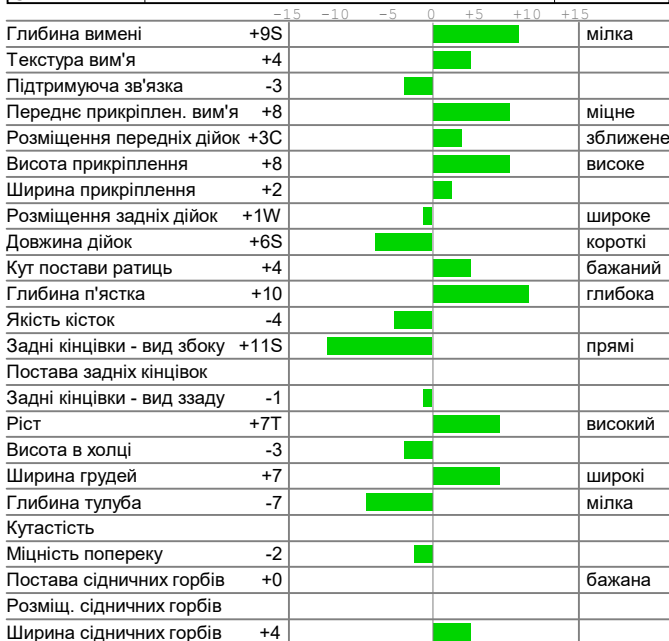 -15 -10 -5 0 +5 +10 +15
Глибина вимені +9S мілка
Текстура вим'я +4
Підтримуюча зв'язка -3
Переднє прикріплен. вим'я +8 міцне
Розміщення передніх дійок +3C зближене
Висота прикріплення +8 високе
Ширина прикріплення +2
Розміщення задніх дійок +1W широке
Довжина дійок +6S короткі
Кут постави ратиць +4 бажаний
Глибина п'ястка +10 глибока
Якість кісток -4
Задні кінцівки - вид збоку +11S прямі
Постава задніх кінцівок
Задні кінцівки - вид ззаду -1
Ріст +7T високий
Висота в холці -3
Ширина грудей +7 широкі
Глибина тулуба -7 мілка
Кутастість
Міцність попереку -2
Постава сідничних горбів +0 бажана
Розміщ. сідничних горбів
Ширина сідничних горбів +4